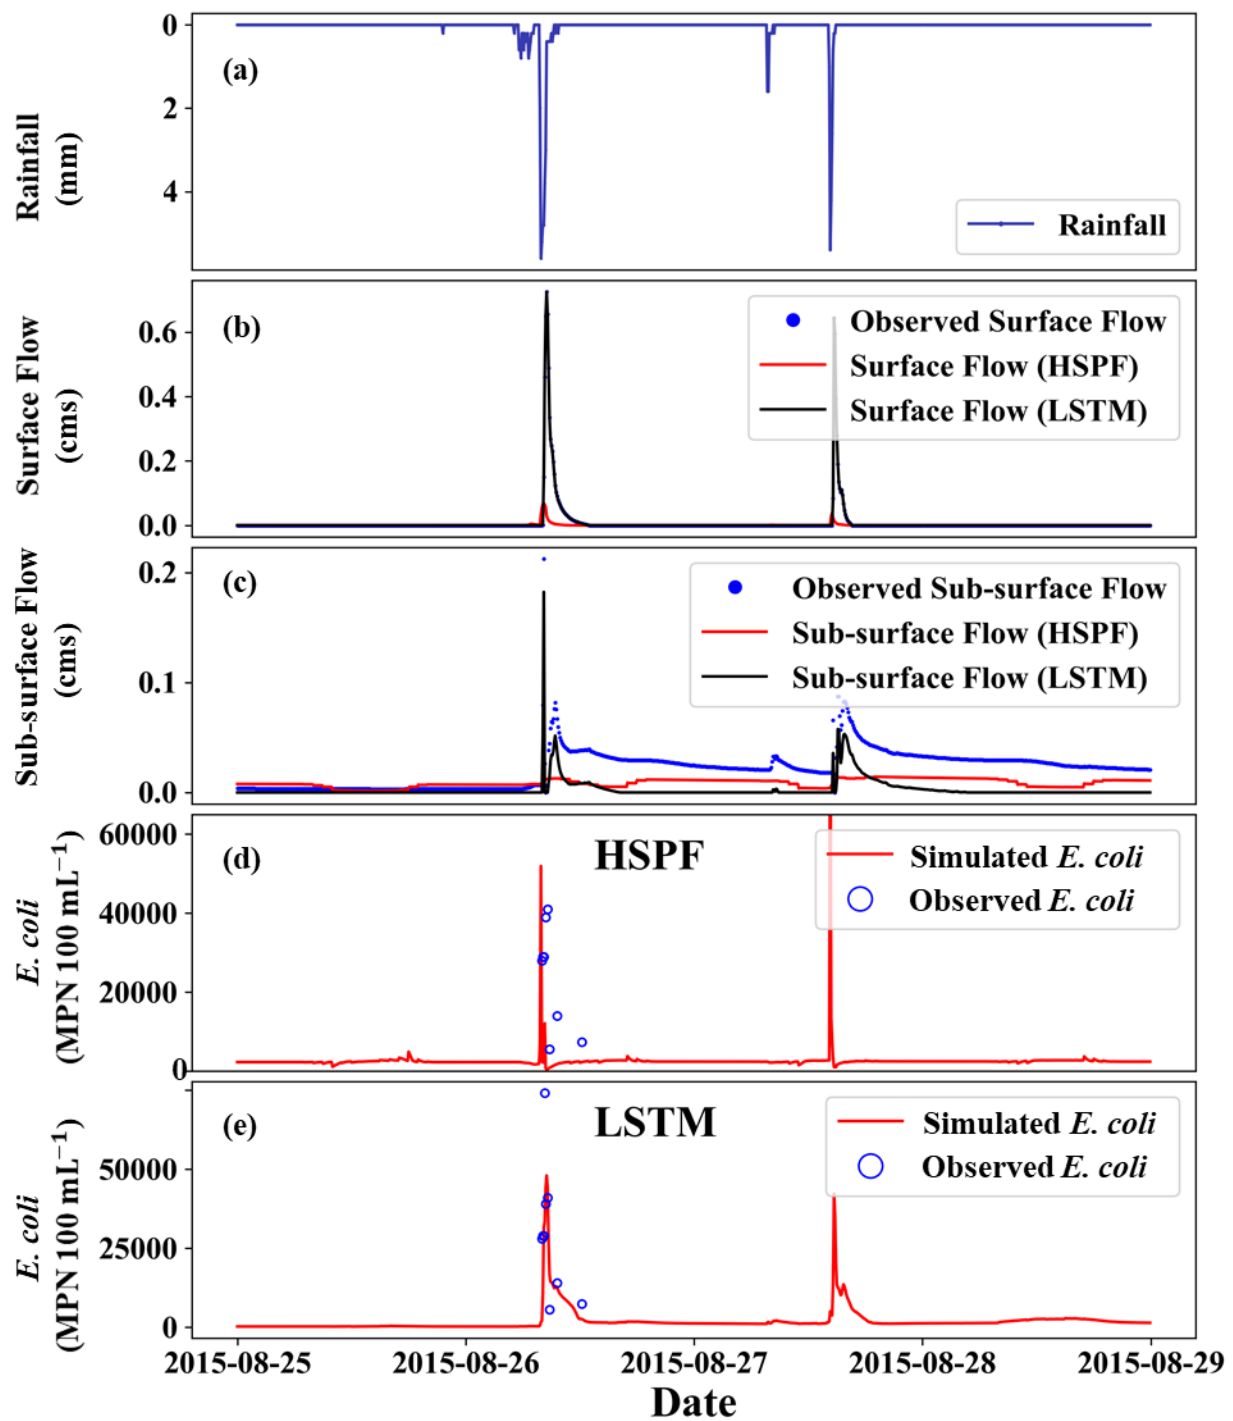 0
2
4
Rainfall
(mm)
(a)
Rainfall
0.6
0.4
0.2
0.0
Surface Flow
(cms)
(b)
Observed Surface Flow
Surface Flow (HSPF)
Surface Flow (LSTM)
0.2
0.1
0.0
Sub-surface Flow
(cms)
(c)
Observed Sub-surface Flow
Sub-surface Flow (HSPF)
Sub-surface Flow (LSTM)
60000
40000
20000
0
E. coli
(MPN 100 mL⁻¹)
(d)
HSPF
Simulated E. coli
Observed E. coli
50000
25000
0
E. coli
(MPN 100 mL⁻¹)
(e)
LSTM
Simulated E. coli
Observed E. coli
2015-08-25 2015-08-26 2015-08-27 2015-08-28 2015-08-29
Date